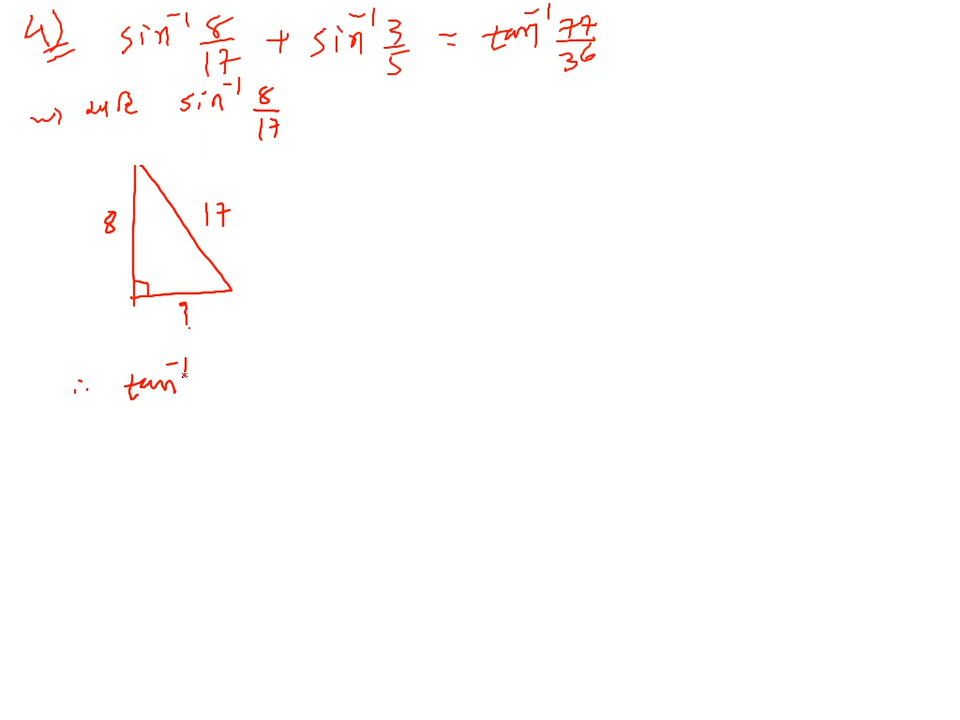 4) sin⁻¹ 8/17 + sin⁻¹ 3/5 = tan⁻¹ 77/36
⇒ sin⁻¹ 8/17
8
17
?
∴ tan⁻¹